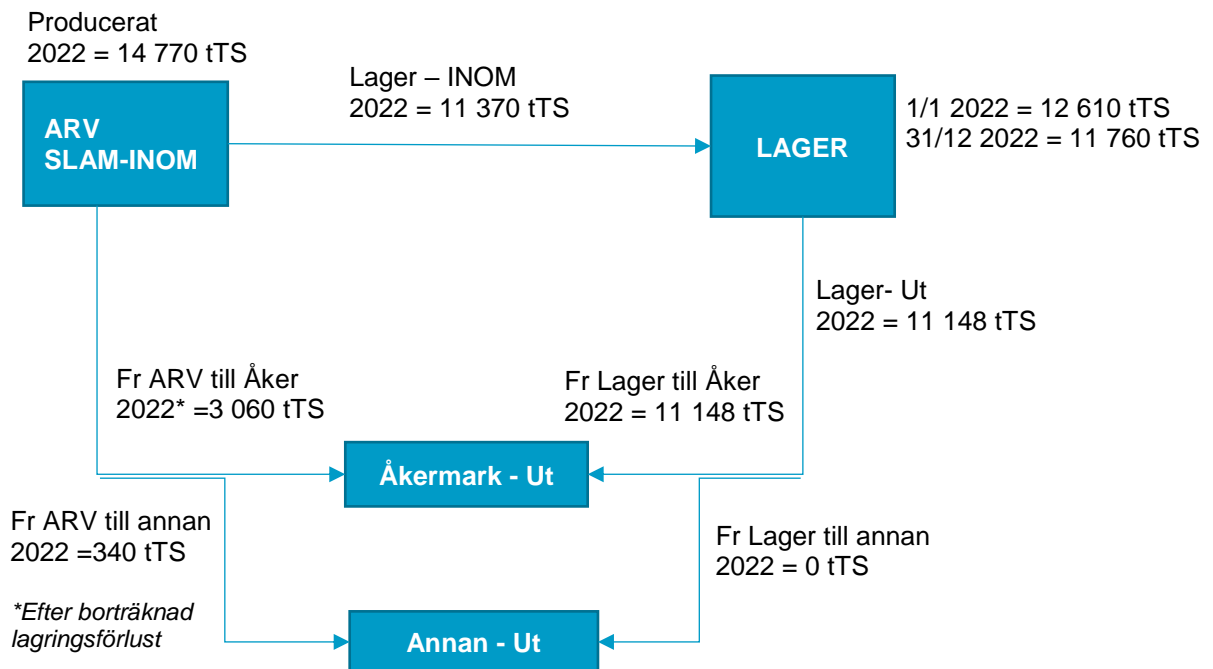 Producerat
2022 = 14 770 tTS
Lager – INOM
2022 = 11 370 tTS
ARV
SLAM-INOM
LAGER
1/1 2022 = 12 610 tTS
31/12 2022 = 11 760 tTS
Lager- Ut
2022 = 11 148 tTS
Fr ARV till Åker
2022* =3 060 tTS
Fr Lager till Åker
2022 = 11 148 tTS
Åkermark - Ut
Fr ARV till annan
2022 =340 tTS
Fr Lager till annan
2022 = 0 tTS
*Efter borträknad
lagringsförlust
Annan - Ut